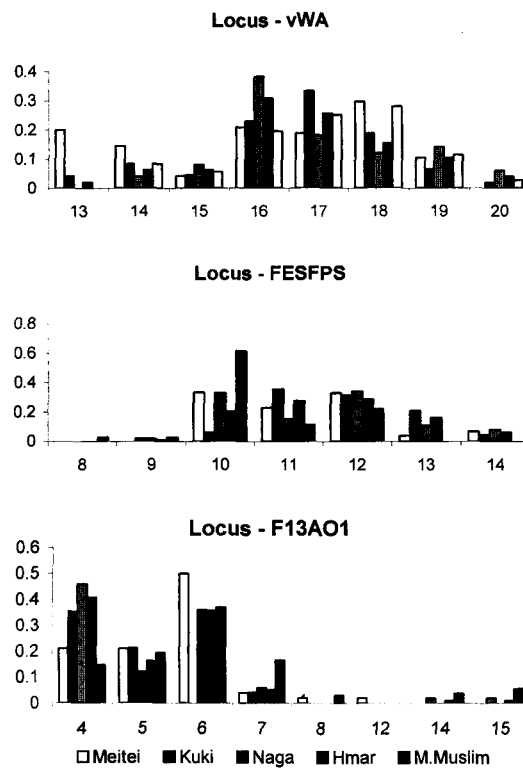 Locus - vWA
0.4
0.3
0.2
0.1
0
13 14 15 16 17 18 19 20
Locus - FESFPS
0.8
0.6
0.4
0.2
0
8 9 10 11 12 13 14
Locus - F13AO1
0.6
0.5
0.4
0.3
0.2
0.1
0
4 5 6 7 8 12 14 15
Meitei Kuki Naga Hmar M.Muslim